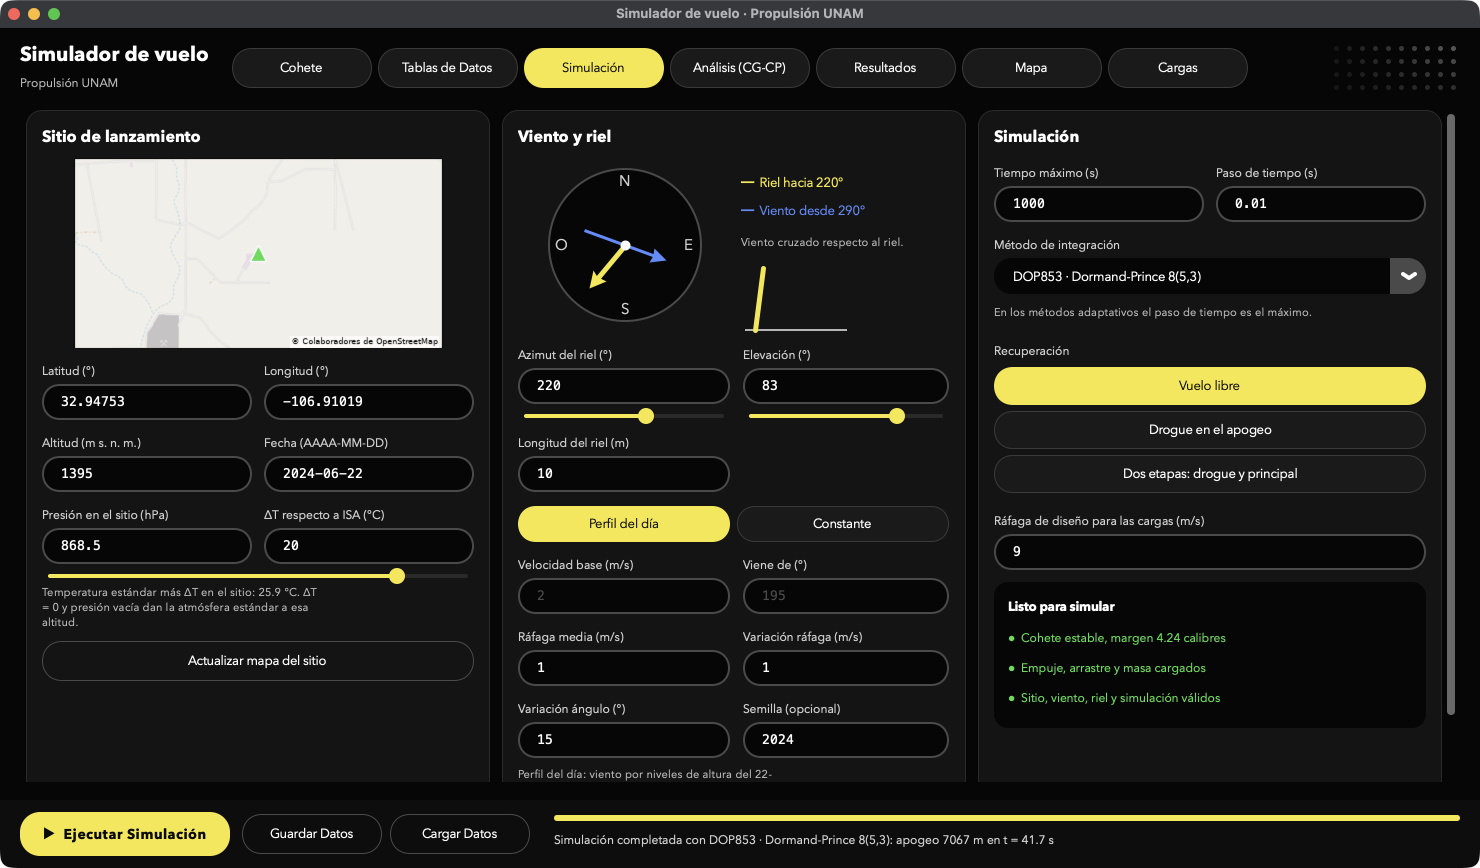 Simulador de vuelo · Propulsión UNAM
Simulador de vuelo
Propulsión UNAM
Cohete
Tablas de Datos
Simulación
Análisis (CG-CP)
Resultados
Mapa
Cargas
Sitio de lanzamiento
© Colaboradores de OpenStreetMap
Latitud (°)
Longitud (°)
32.94753
-106.91019
Altitud (m s. n. m.)
Fecha (AAAA-MM-DD)
1395
2024-06-22
Presión en el sitio (hPa)
ΔT respecto a ISA (°C)
868.5
20
Temperatura estándar más ΔT en el sitio: 25.9 °C. ΔT
= 0 y presión vacía dan la atmósfera estándar a esa
altitud.
Actualizar mapa del sitio
Viento y riel
N
O
E
S
Riel hacia 220°
Viento desde 290°
Viento cruzado respecto al riel.
Azimut del riel (°)
Elevación (°)
220
83
Longitud del riel (m)
10
Perfil del día
Constante
Velocidad base (m/s)
Viene de (°)
2
195
Ráfaga media (m/s)
Variación ráfaga (m/s)
1
1
Variación ángulo (°)
Semilla (opcional)
15
2024
Perfil del día: viento por niveles de altura del 22-
Simulación
Tiempo máximo (s)
Paso de tiempo (s)
1000
0.01
Método de integración
DOP853 · Dormand-Prince 8(5,3)
En los métodos adaptativos el paso de tiempo es el máximo.
Recuperación
Vuelo libre
Drogue en el apogeo
Dos etapas: drogue y principal
Ráfaga de diseño para las cargas (m/s)
9
Listo para simular
• Cohete estable, margen 4.24 calibres
• Empuje, arrastre y masa cargados
• Sitio, viento, riel y simulación válidos
Ejecutar Simulación
Guardar Datos
Cargar Datos
Simulación completada con DOP853 · Dormand-Prince 8(5,3): apogeo 7067 m en t = 41.7 s